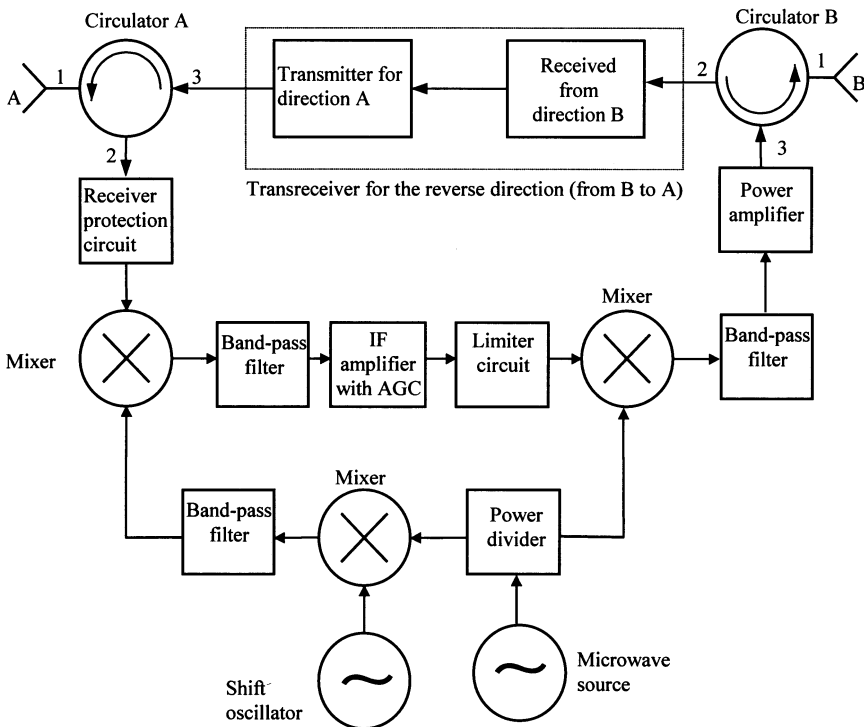 Circulator A
Circulator B
A
1
3
Transmitter for
direction A
Received
from
direction B
2
1
B
2
3
Transreceiver for the reverse direction (from B to A)
Receiver
protection
circuit
Power
amplifier
Mixer
Mixer
Band-pass
filter
IF
amplifier
with AGC
Limiter
circuit
Band-pass
filter
Mixer
Band-pass
filter
Power
divider
Shift
oscillator
Microwave
source